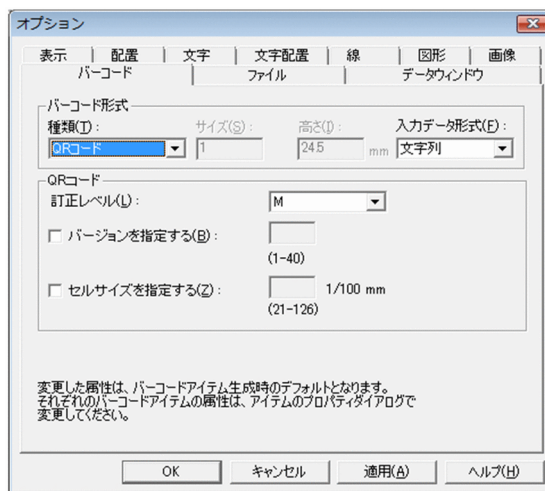 オプション
表示 配置 文字 文字配置 線 図形 画像
バーコード ファイル データウィンドウ
バーコード形式
種類(T): サイズ(S): 高さ(I): 入力データ形式(F):
QRコード 1 24.5 mm 文字列
QRコード
訂正レベル(L): M
バージョンを指定する(B):
(1-40)
セルサイズを指定する(Z): 1/100 mm
(21-126)
変更した属性は、バーコードアイテム生成時のデフォルトとなります。
それぞれのバーコードアイテムの属性は、アイテムのプロパティダイアログで
変更してください。
OK キャンセル 適用(A) ヘルプ(H)